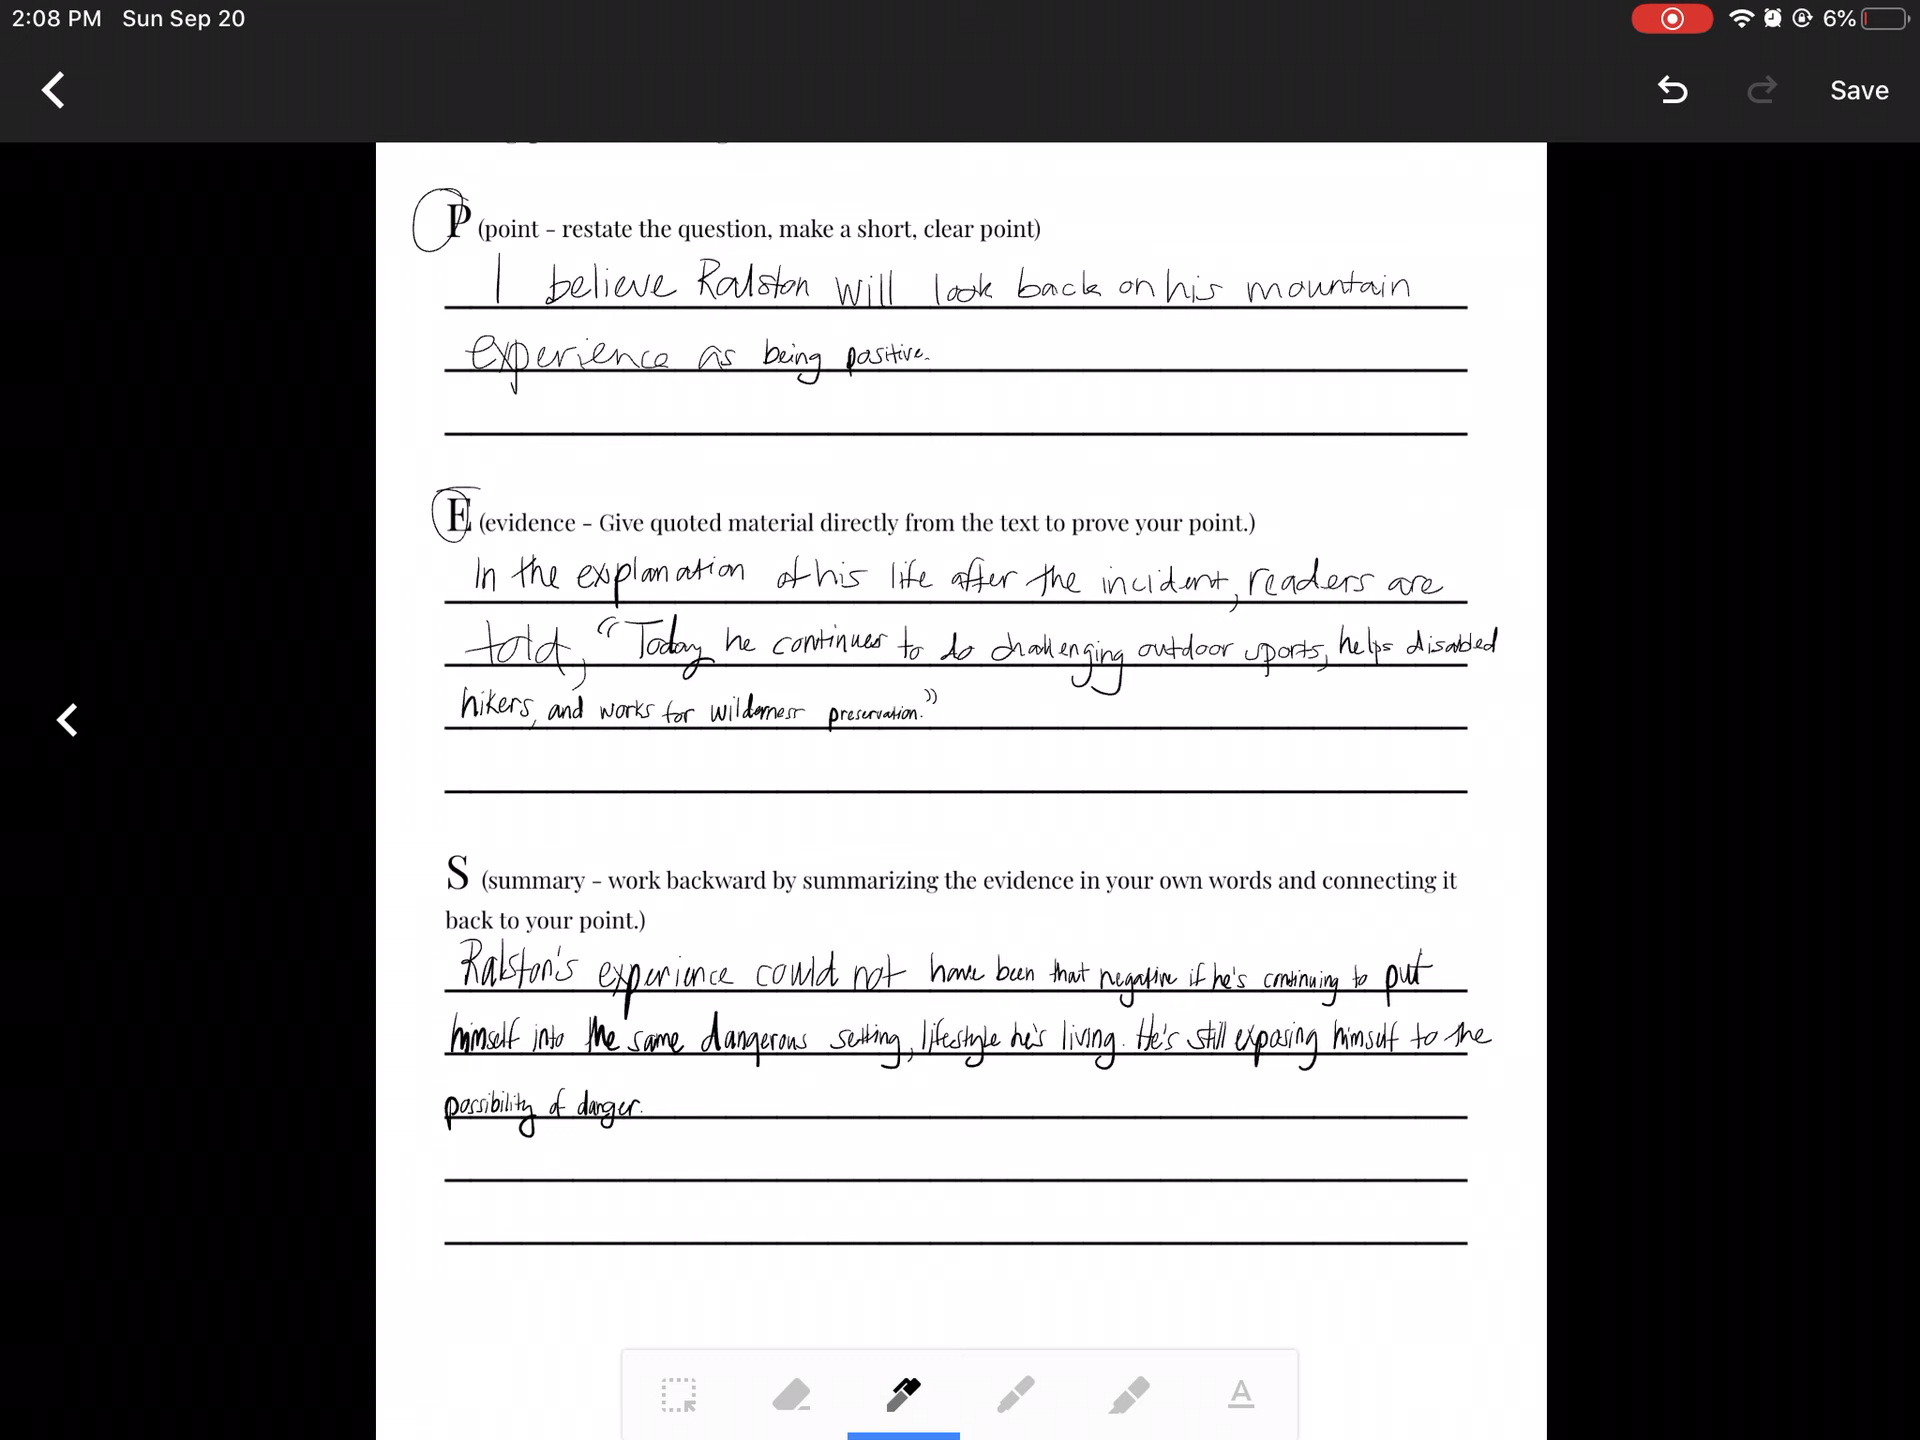 2:08 PM Sun Sep 20 6%
Save
P (point - restate the question, make a short, clear point)
I believe Ralston will look back on his mountain
experience as being positive.
E (evidence - Give quoted material directly from the text to prove your point.)
In the explanation of his life after the incident, readers are
told, "Today he continues to do challenging outdoor sports, helps disabled
hikers, and works for wilderness preservation."
S (summary - work backward by summarizing the evidence in your own words and connecting it
back to your point.)
Ralston's experience could not have been that negative if he's continuing to put
himself into the same dangerous setting, lifestyle he's living. He's still exposing himself to the
possibility of danger.
A